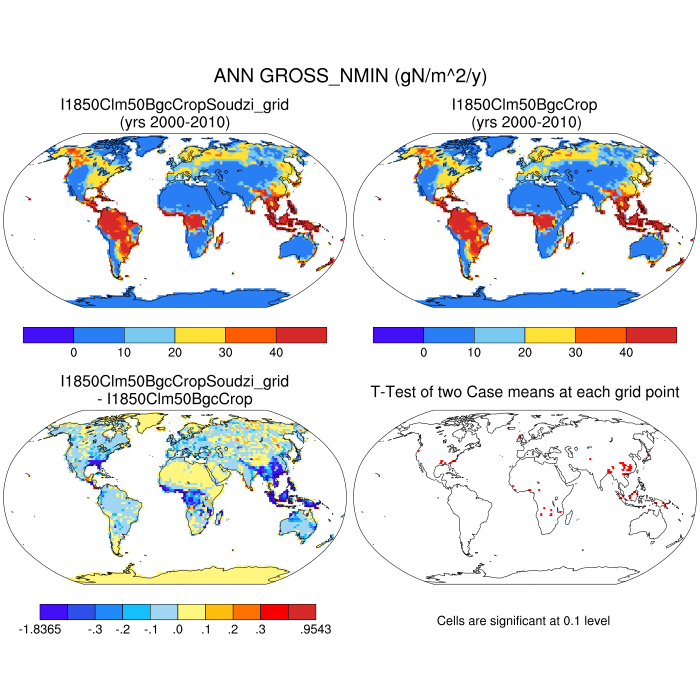 ANN GROSS_NMIN (gN/m^2/y)
I1850Clm50BgcCropSoudzi_grid
(yrs 2000-2010)
I1850Clm50BgcCrop
(yrs 2000-2010)
0 10 20 30 40
0 10 20 30 40
I1850Clm50BgcCropSoudzi_grid
- I1850Clm50BgcCrop
T-Test of two Case means at each grid point
-1.8365 -.3 -.2 -.1 .0 .1 .2 .3 .9543
Cells are significant at 0.1 level